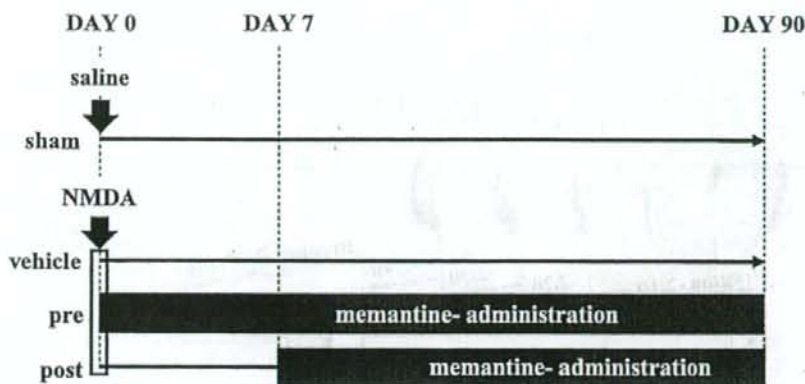 DAY 0 DAY 7 DAY 90
saline
sham
NMDA
vehicle
pre memantine- administration
post memantine- administration